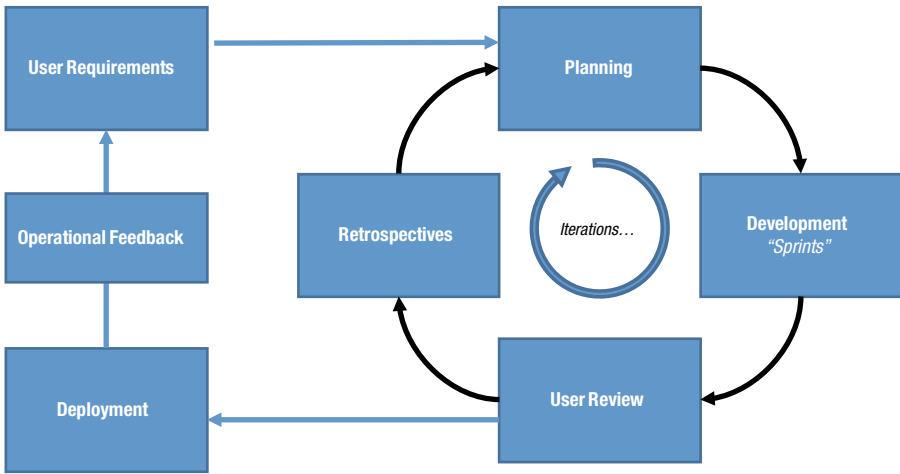 User Requirements
Planning
Operational Feedback
Retrospectives
Iterations…
Development
“Sprints”
Deployment
User Review